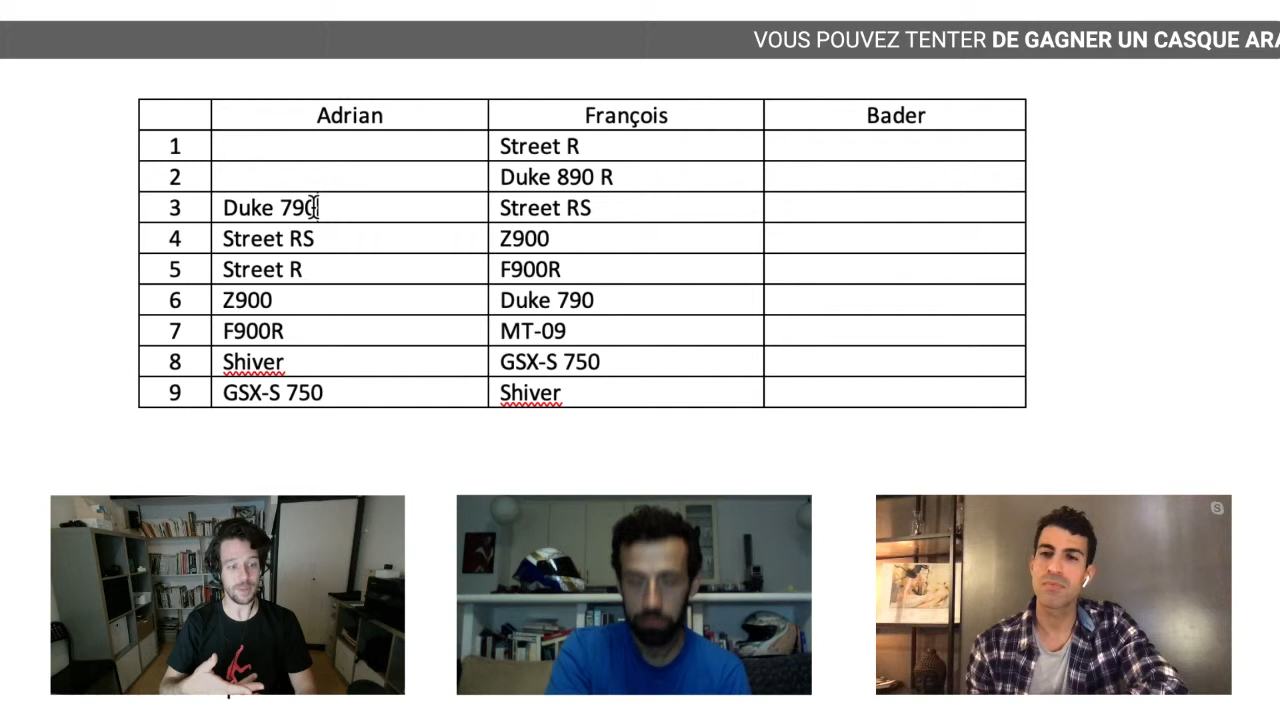 VOUS POUVEZ TENTER DE GAGNER UN CASQUE ARA
Adrian François Bader
1 Street R
2 Duke 890 R
3 Duke 790 Street RS
4 Street RS Z900
5 Street R F900R
6 Z900 Duke 790
7 F900R MT-09
8 Shiver GSX-S 750
9 GSX-S 750 Shiver